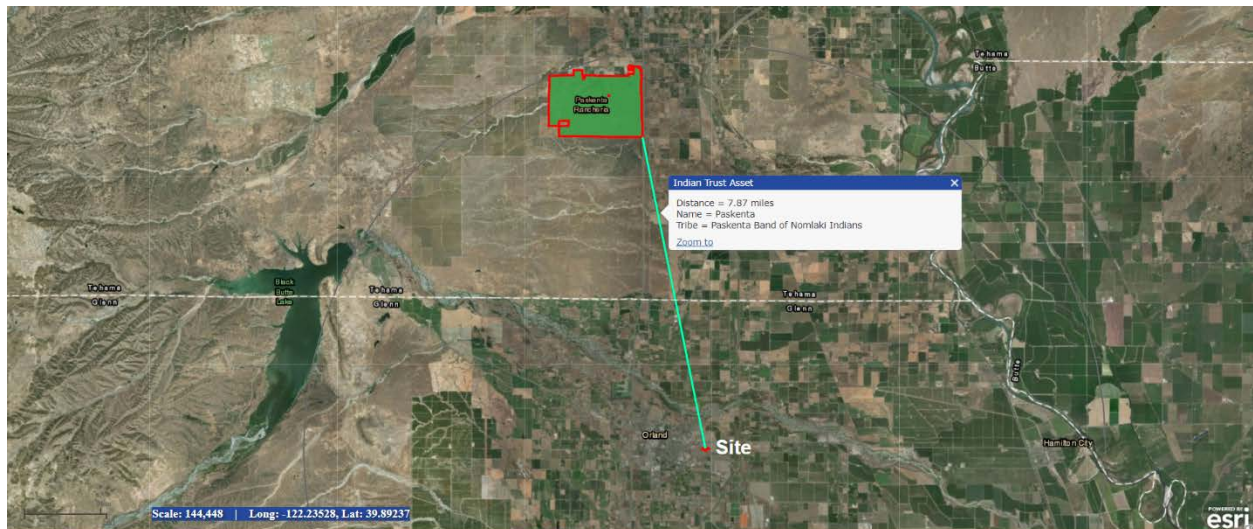 Tehama
Butte
Paskenta
Rancheria
Indian Trust Asset
Distance = 7.87 miles
Name = Paskenta
Tribe = Paskenta Band of Nomlaki Indians
Zoom to
Black
Butte
Lake
Tehama
Glenn
Tehama
Glenn
Tehama
Glenn
Butte
Orland
Site
Hamilton City
Scale: 144,448 | Long: -122.23528, Lat: 39.89237
POWERED BY
esri